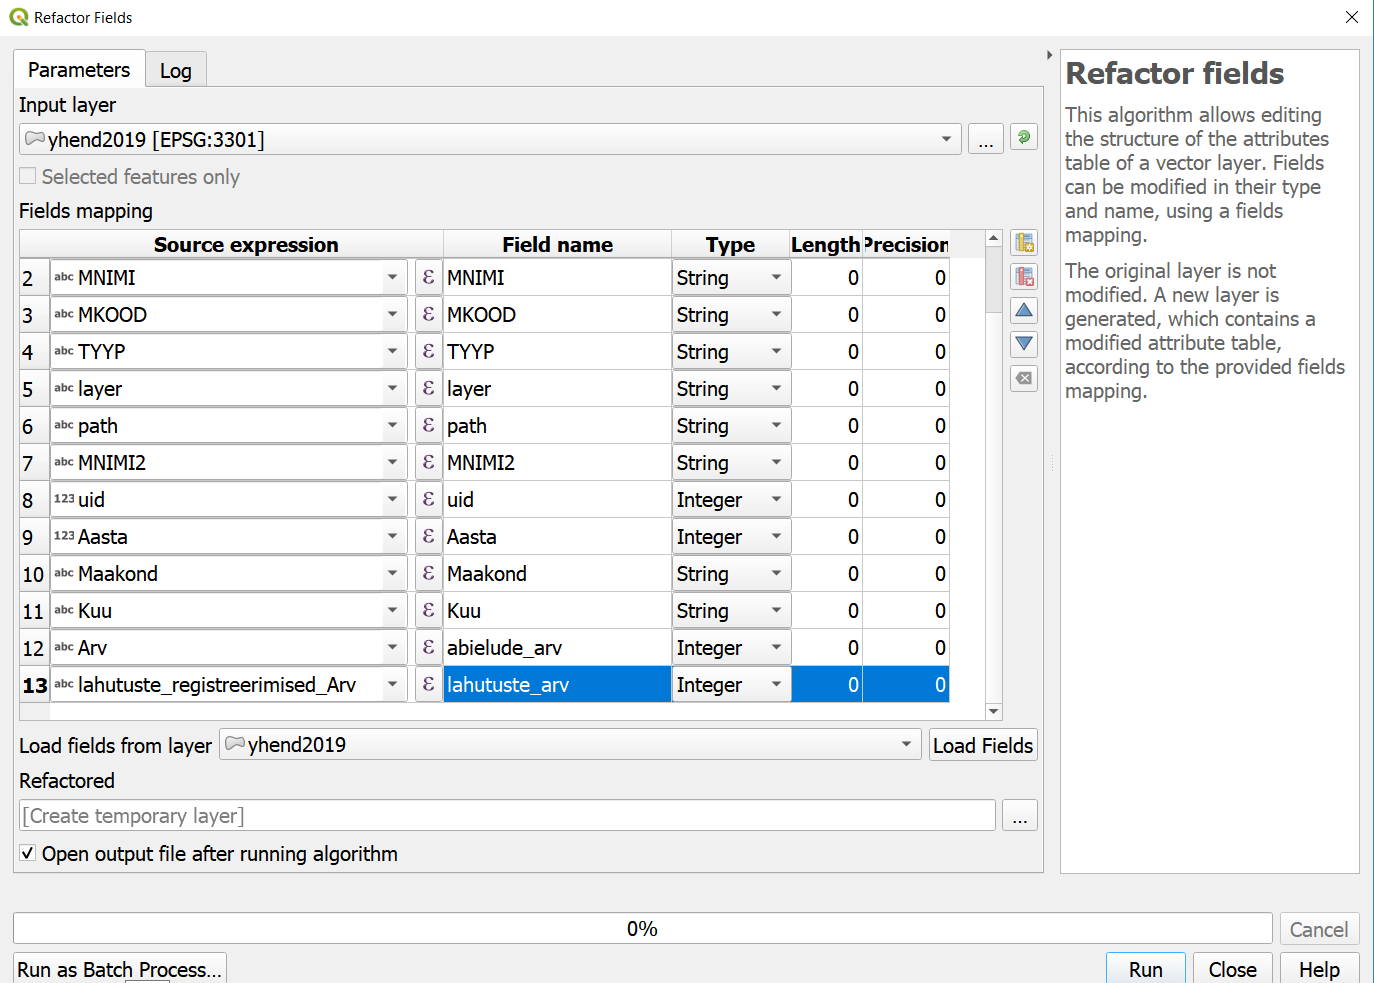 Refactor Fields
Parameters Log
Input layer
yhend2019 [EPSG:3301]
...
Selected features only
Fields mapping
Source expression Field name Type Length Precision
2 abc MNIMI ε MNIMI String 0 0
3 abc MKOOD ε MKOOD String 0 0
4 abc TYYP ε TYYP String 0 0
5 abc layer ε layer String 0 0
6 abc path ε path String 0 0
7 abc MNIMI2 ε MNIMI2 String 0 0
8 123 uid ε uid Integer 0 0
9 123 Aasta ε Aasta Integer 0 0
10 abc Maakond ε Maakond String 0 0
11 abc Kuu ε Kuu String 0 0
12 abc Arv ε abielude_arv Integer 0 0
13 abc lahutuste_registreerimised_Arv ε lahutuste_arv Integer 0 0
Load fields from layer yhend2019 Load Fields
Refactored
[Create temporary layer] ...
Open output file after running algorithm
0%
Cancel
Run as Batch Process... Run Close Help
Refactor fields
This algorithm allows editing
the structure of the attributes
table of a vector layer. Fields
can be modified in their type
and name, using a fields
mapping.
The original layer is not
modified. A new layer is
generated, which contains a
modified attribute table,
according to the provided fields
mapping.